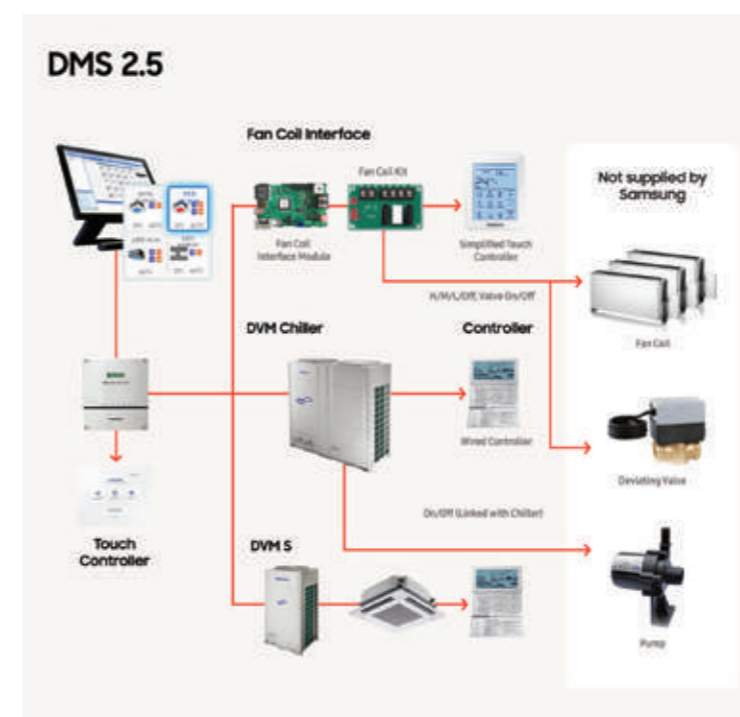 DMS 2.5
Fan Coil Interface
Fan Coil Kit
Not supplied by
Samsung
Fan Coil
Interface Module
Simplified Touch
Controller
H/M/L/Off, Valve On/Off
Fan Coil
DVM Chiller
Controller
Wired Controller
Deviating Valve
On/Off (Linked with Chiller)
Touch
Controller
DVM S
Pump